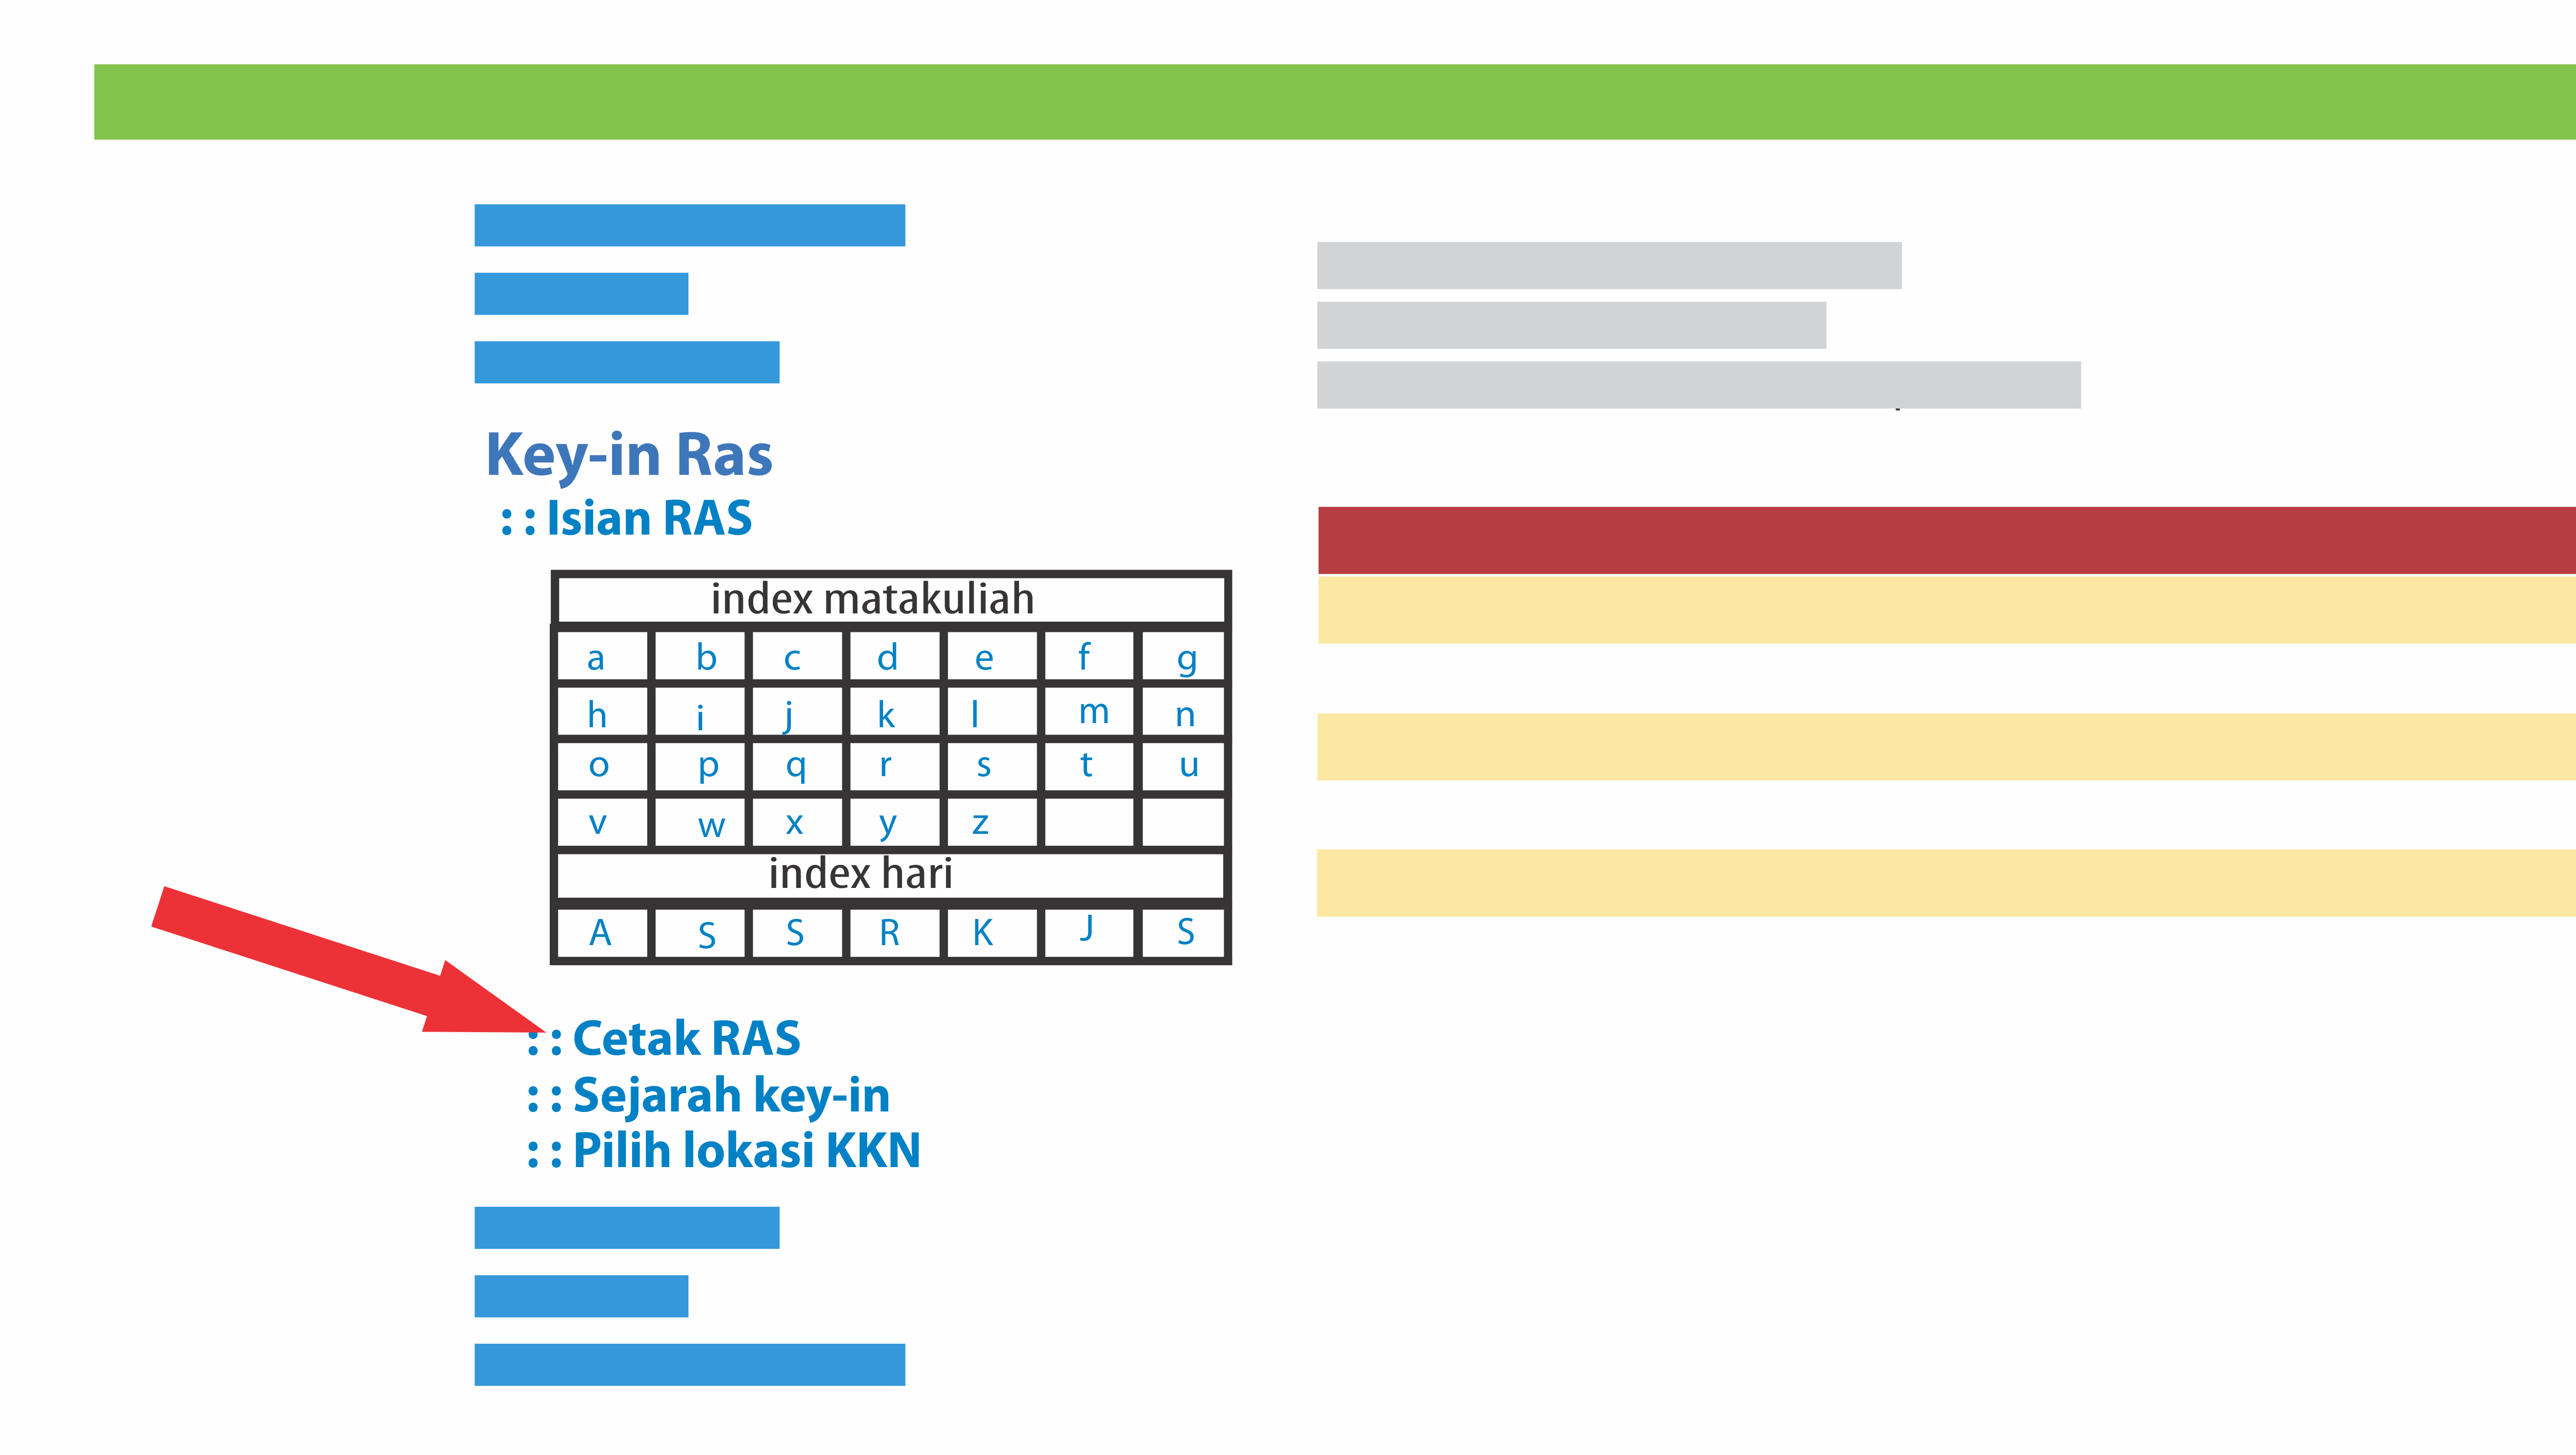 Key-in Ras
: : Isian RAS
index matakuliah
a b c d e f g
h i j k l m n
o p q r s t u
v w x y z
index hari
A S S R K J S
: : Cetak RAS
: : Sejarah key-in
: : Pilih lokasi KKN